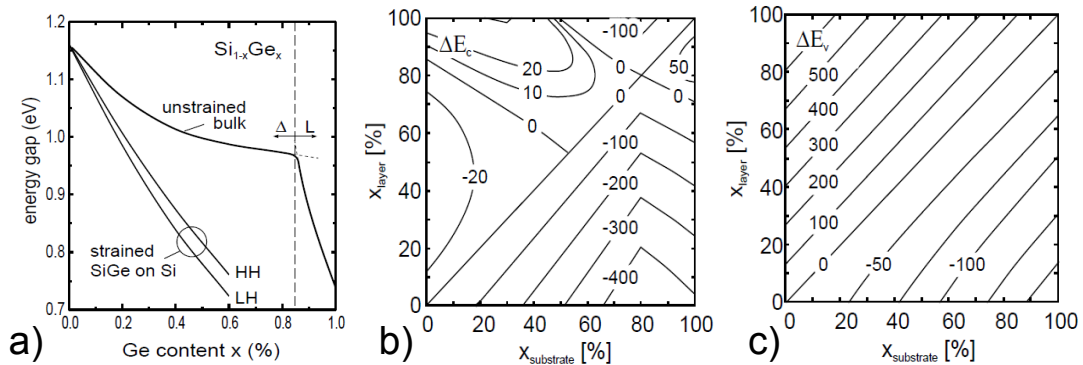 1.2
1.1
1.0
0.9
0.8
0.7
energy gap (eV)
Si1-xGex
unstrained
bulk
Δ L
strained
SiGe on Si
HH
LH
0.0 0.2 0.4 0.6 0.8 1.0
Ge content x (%)
a)
100
80
60
40
20
0
xlayer [%]
ΔEc
20
10
0
-20
-100
0
50
0
-100
-200
-300
-400
0 20 40 60 80 100
xsubstrate [%]
b)
100
80
60
40
20
0
xlayer [%]
ΔEv
500
400
300
200
100
0 -50 -100
0 20 40 60 80 100
xsubstrate [%]
c)